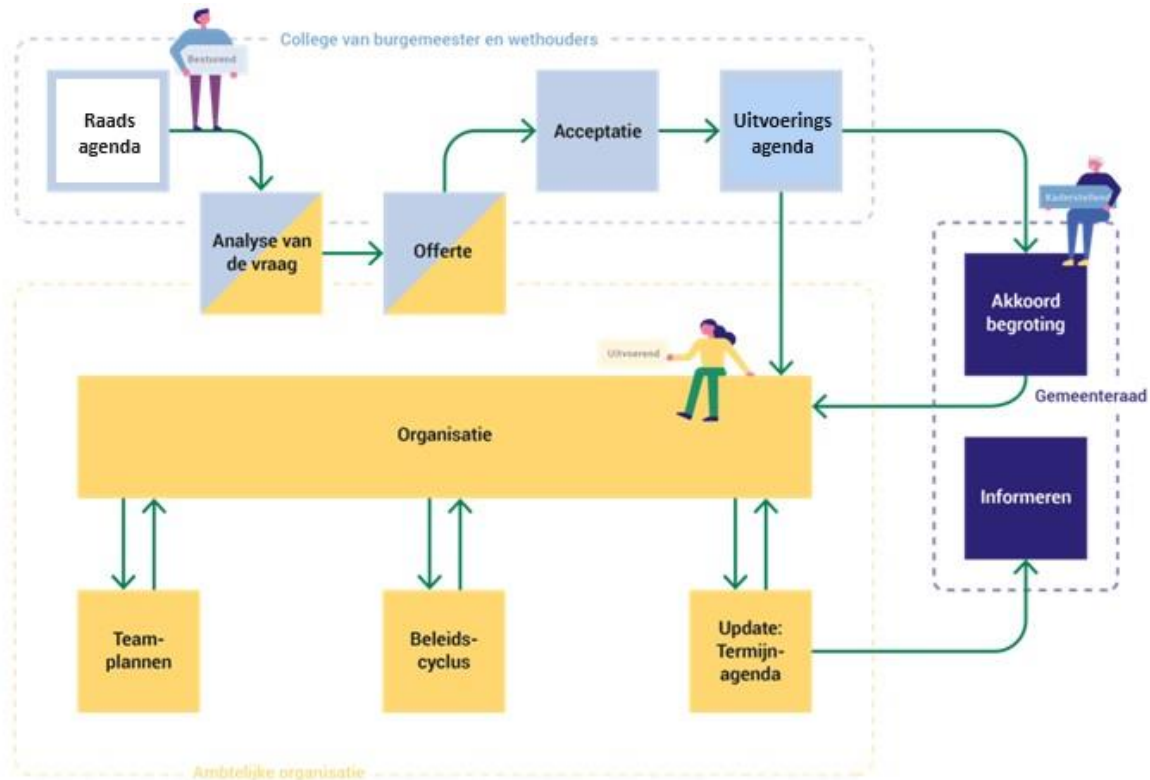 College van burgemeester en wethouders
Bestuurend
Raads
agenda
Acceptatie
Uitvoerings
agenda
Kaderstellend
Analyse van
de vraag
Offerte
Akkoord
begroting
Uitvoerend
Gemeenteraad
Organisatie
Informeren
Team-
plannen
Beleids-
cyclus
Update:
Termijn-
agenda
Ambtelijke organisatie